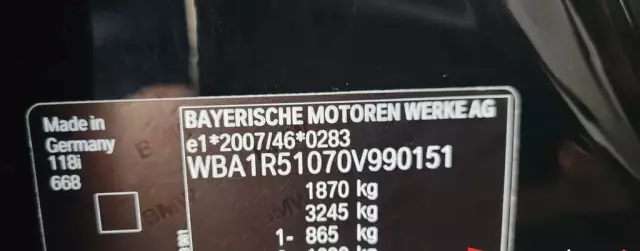 BAYERISCHE MOTOREN WERKE AG
e1*2007/46*0283
WBA1R51070V990151
1870 kg
3245 kg
1- 865 kg
Made in
Germany
118i
668